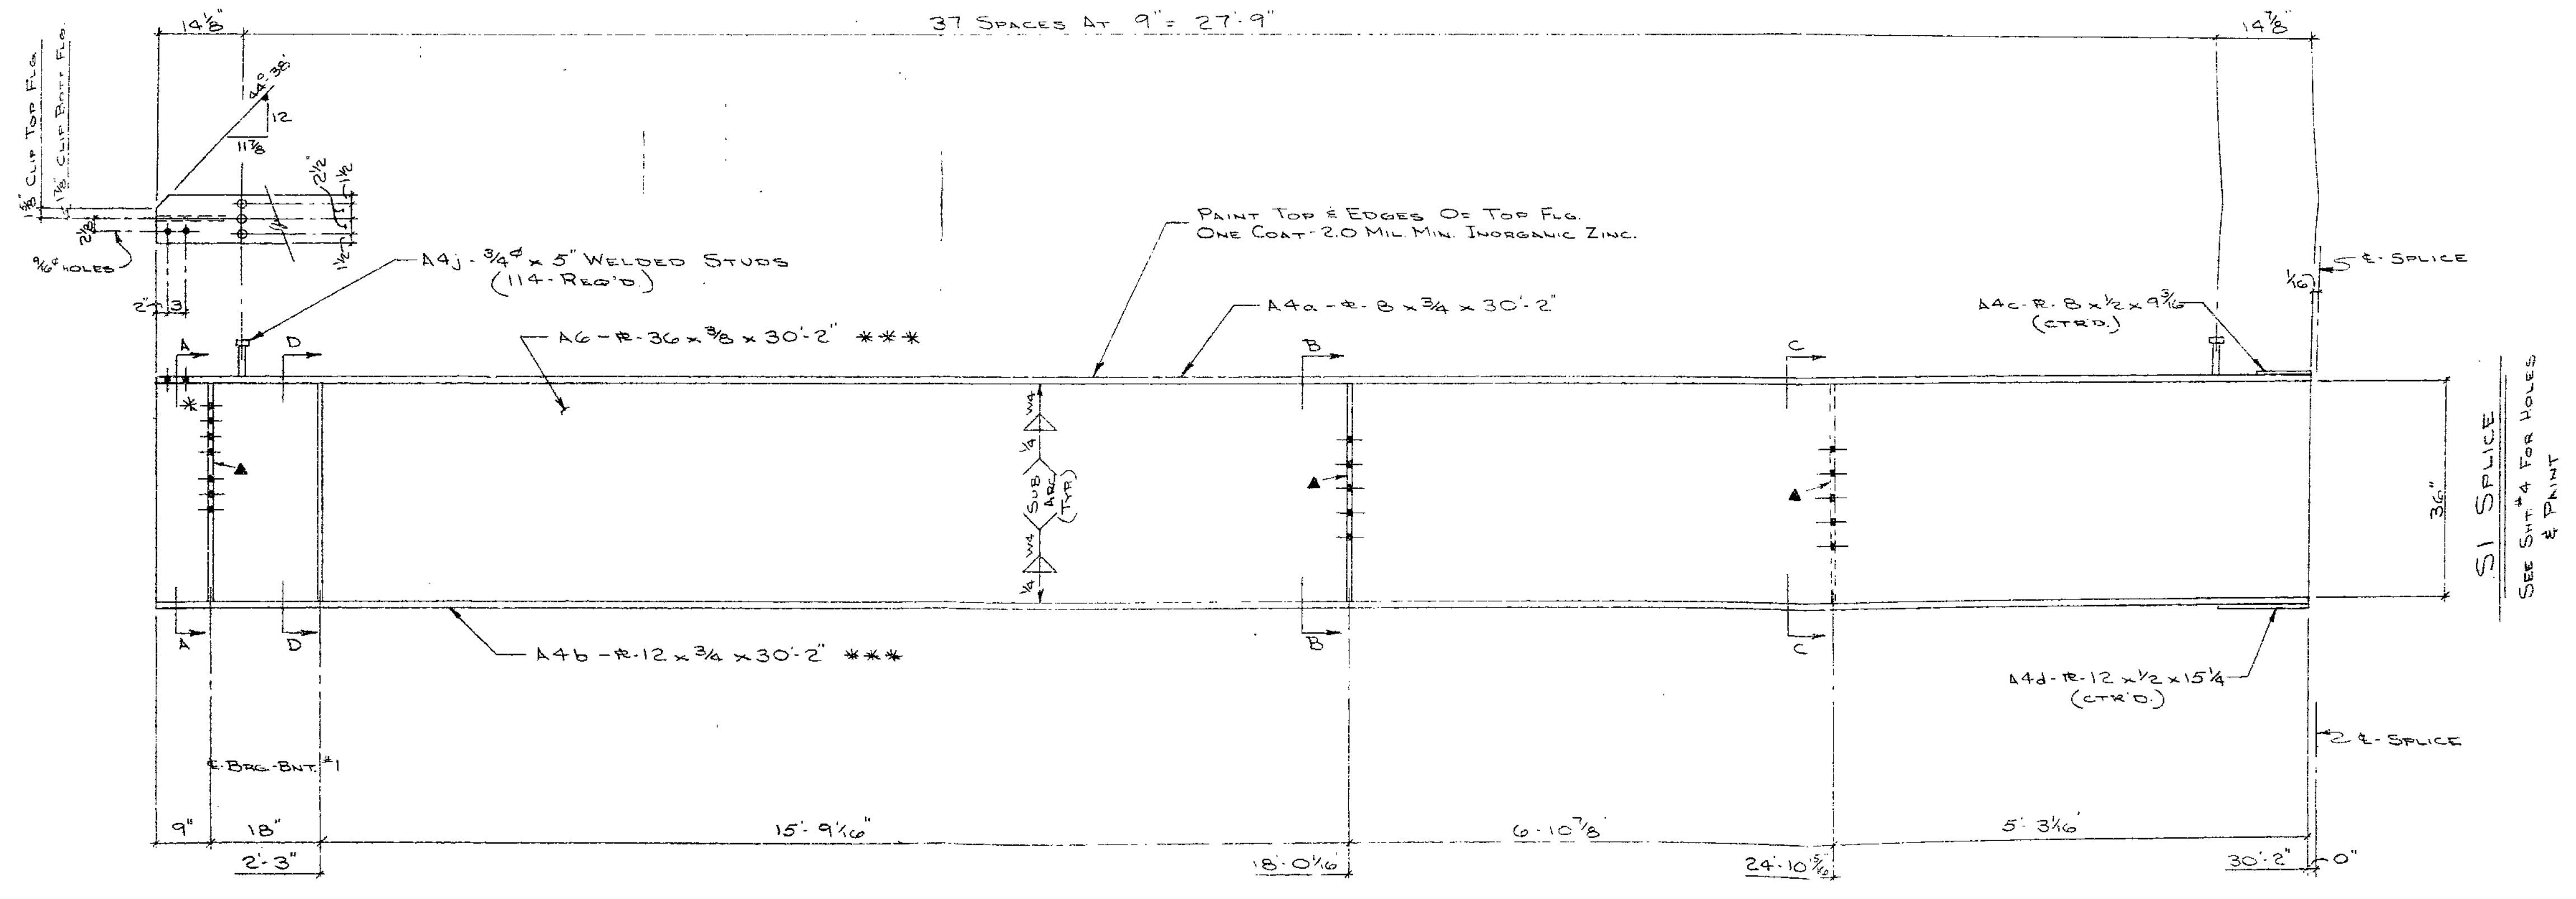 14⅛"
37 SPACES AT 9" = 27'-9"
14⅞"
1⅝" CLIP TOP FLG.
1⅞" CLIP BOTT FLG.
44°-38'
12
11⅞
2½"
1½
1½
2⅛
9/16⌀ HOLES
2"
3
A4j - ¾⌀ x 5" WELDED STUDS
(114-REQ'D.)
PAINT TOP & EDGES OF TOP FLG.
ONE COAT-2.0 MIL. MIN. INORGANIC ZINC.
5 ℄-SPLICE
1/16
A6 - ⅊-36 x ⅜ x 30'-2" ***
A4a - ⅊-8 x ¾ x 30'-2"
A4c-⅊-8 x ½ x 9 3/16
(CTR'D.)
A
D
B
C
*
W4
¼
SUB
ARC
(TYP)
W4
¼
36"
S1 SPLICE
SEE SHT. #4 FOR HOLES
& PAINT
A
D
B
C
A4b - ⅊-12 x ¾ x 30'-2" ***
A4d-⅊-12 x ½ x 15¼
(CTR'D.)
℄-BRG-BNT. #1
2 ℄-SPLICE
9"
18"
15'-9 1/16"
6'-10⅞
5'-3 1/16
2'-3"
18'-0 1/16
24'-10 15/16
30'-2"
0"